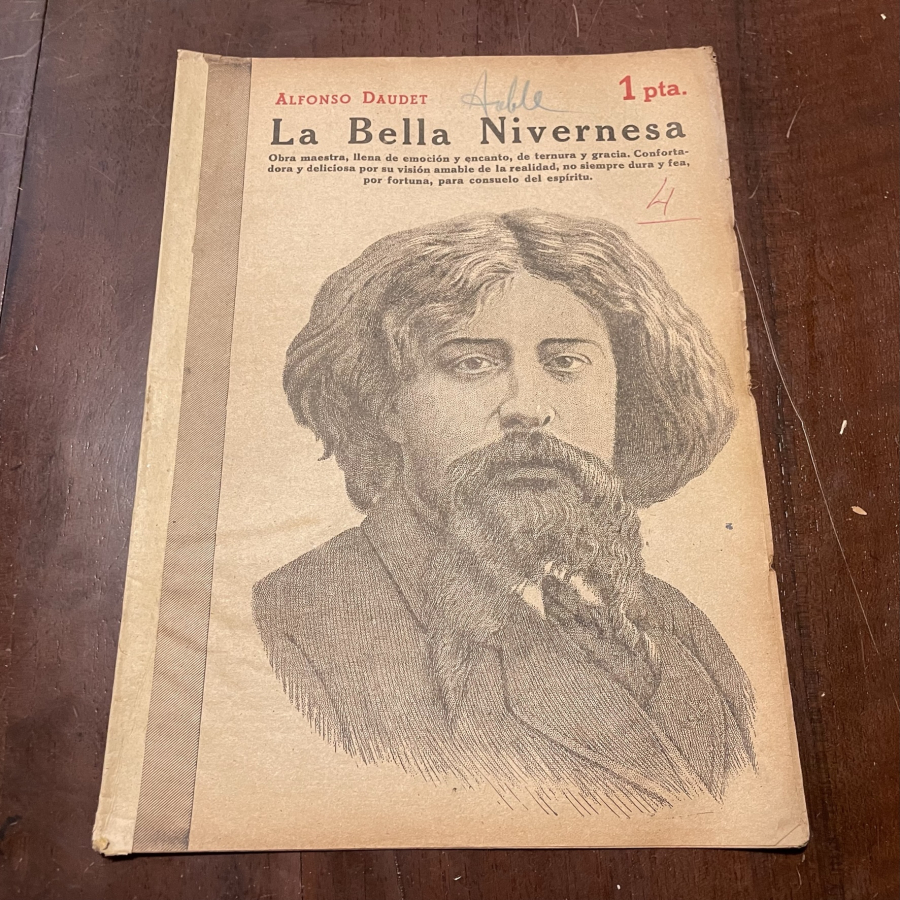 ALFONSO DAUDET
1 pta.
La Bella Nivernesa
Obra maestra, llena de emoción y encanto, de ternura y gracia. Conforta-
dora y deliciosa por su visión amable de la realidad, no siempre dura y fea,
por fortuna, para consuelo del espíritu.
4